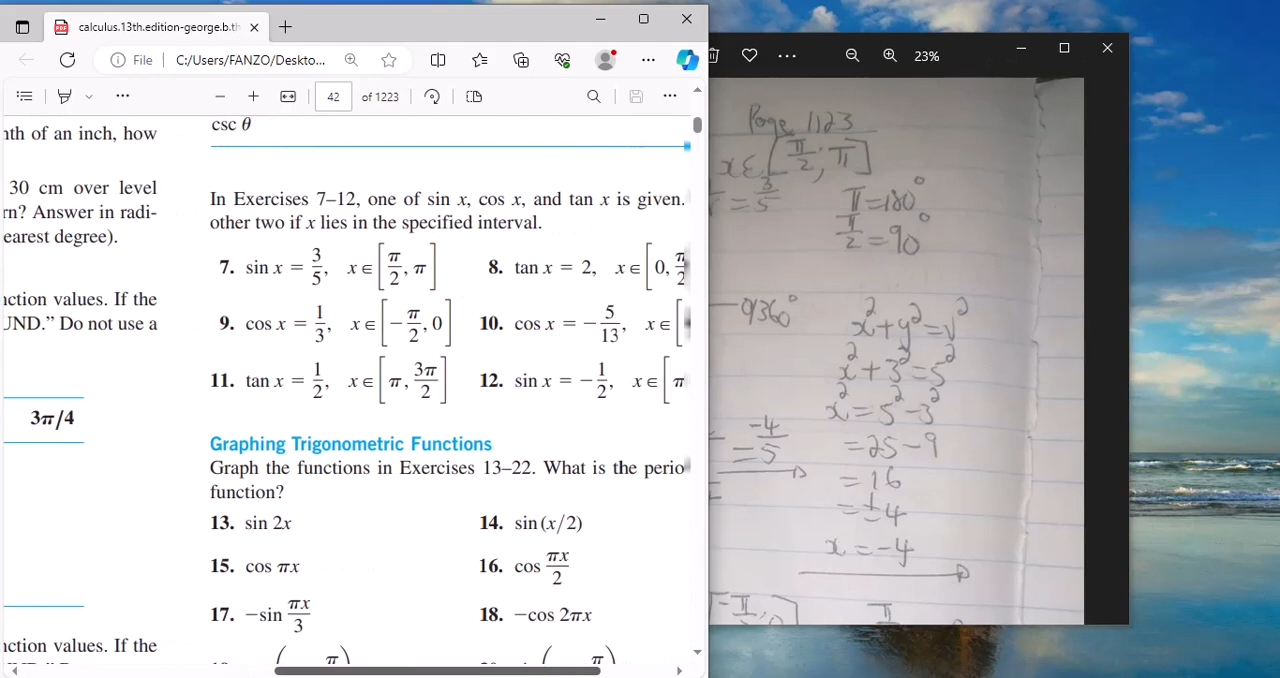 calculus.13th.edition-george.b.th
File
C:/Users/FANZO/Deskto...
42 of 1223
nth of an inch, how
30 cm over level
rn? Answer in radi-
earest degree).
nction values. If the
UND.” Do not use a
3π/4
nction values. If the
csc θ
In Exercises 7–12, one of sin x, cos x, and tan x is given.
other two if x lies in the specified interval.
7. sin x = 3/5, x ∈ [π/2, π]
8. tan x = 2, x ∈ [0, π/2
9. cos x = 1/3, x ∈ [−π/2, 0]
10. cos x = −5/13, x ∈ [
11. tan x = 1/2, x ∈ [π, 3π/2]
12. sin x = −1/2, x ∈ [π
Graphing Trigonometric Functions
Graph the functions in Exercises 13–22. What is the perio
function?
13. sin 2x
14. sin (x/2)
15. cos πx
16. cos πx/2
17. −sin πx/3
18. −cos 2πx
23%
Page 1123
x ∈ [π/2; π]
= 3/5
π = 180°
π/2 = 90°
360°
x² + y² = r²
x² + 3² = 5²
x² = 5² − 3²
= −4/5
= 25 − 9
= 16
= ±4
x = −4